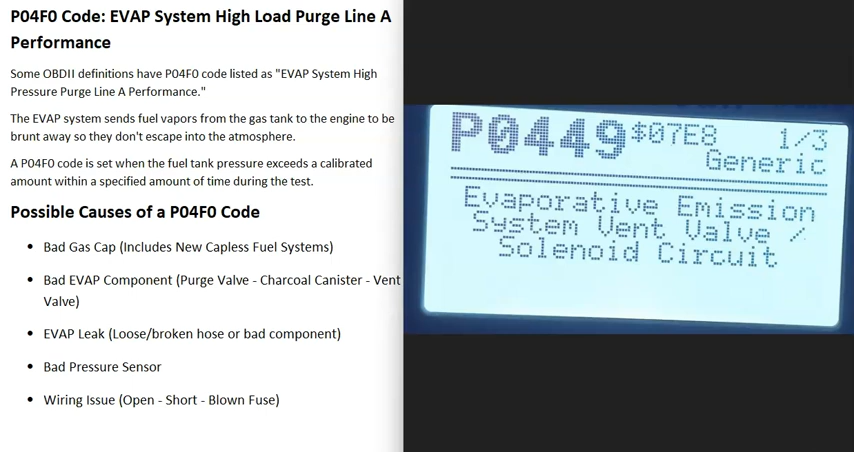 P04F0 Code: EVAP System High Load Purge Line A
Performance
Some OBDII definitions have P04F0 code listed as "EVAP System High
Pressure Purge Line A Performance."
The EVAP system sends fuel vapors from the gas tank to the engine to be
brunt away so they don't escape into the atmosphere.
A P04F0 code is set when the fuel tank pressure exceeds a calibrated
amount within a specified amount of time during the test.
Possible Causes of a P04F0 Code
• Bad Gas Cap (Includes New Capless Fuel Systems)
• Bad EVAP Component (Purge Valve - Charcoal Canister - Vent
Valve)
• EVAP Leak (Loose/broken hose or bad component)
• Bad Pressure Sensor
• Wiring Issue (Open - Short - Blown Fuse)
P0449 $07E8 1/3
Generic
Evaporative Emission
System Vent Valve /
Solenoid Circuit